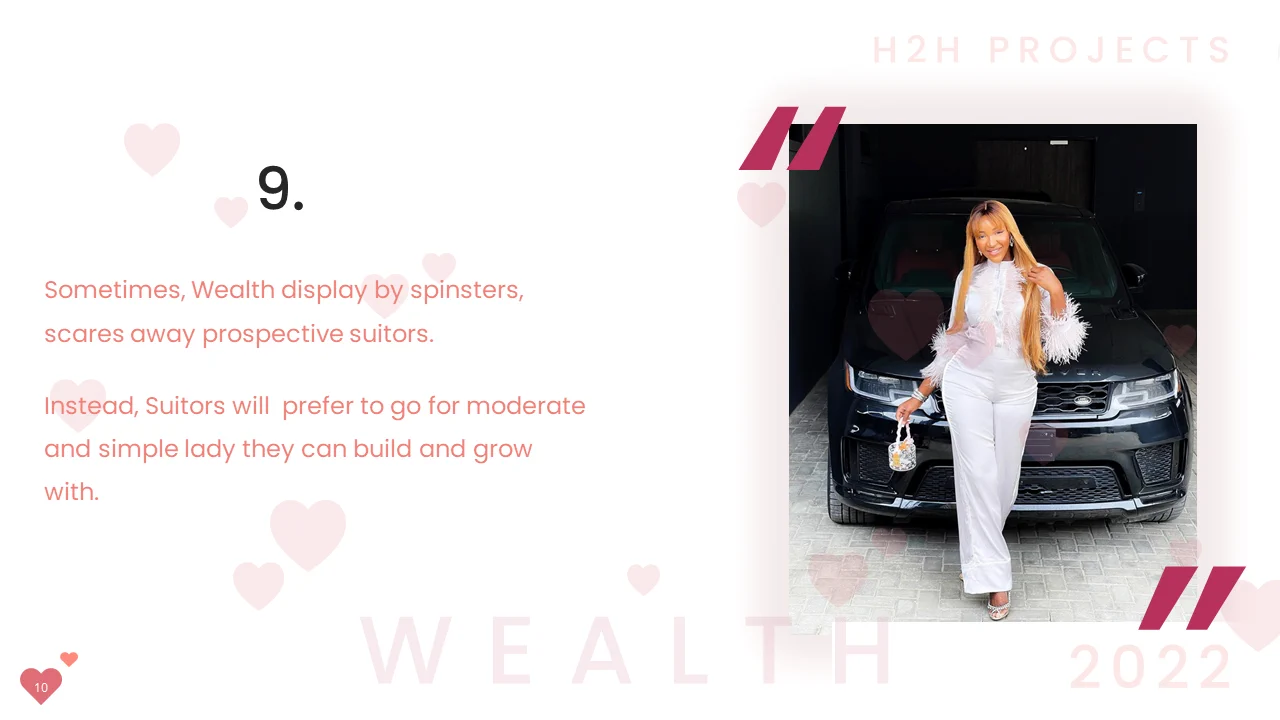 H2H PROJECTS
9.
Sometimes, Wealth display by spinsters,
scares away prospective suitors.
Instead, Suitors will  prefer to go for moderate
and simple lady they can build and grow
with.
WEALTH
2022
10